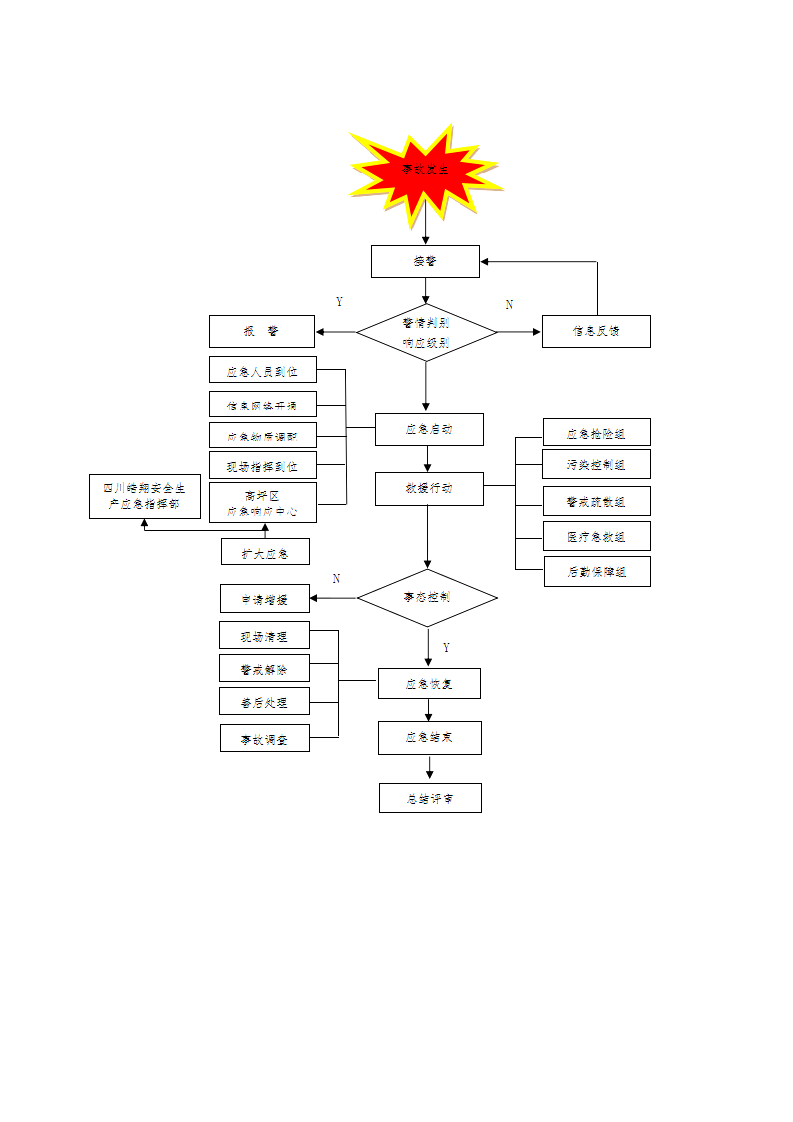 事故发生
接警
Y
N
警情判别
响应级别
报 警
信息反馈
应急人员到位
信息网络开通
应急启动
应急抢险组
应急物质调配
现场指挥到位
污染控制组
救援行动
四川皓翔安全生
产应急指挥部
高坪区
应急响应中心
警戒疏散组
医疗急救组
扩大应急
后勤保障组
N
事态控制
申请增援
现场清理
Y
警戒解除
应急恢复
善后处理
事故调查
应急结束
总结评审